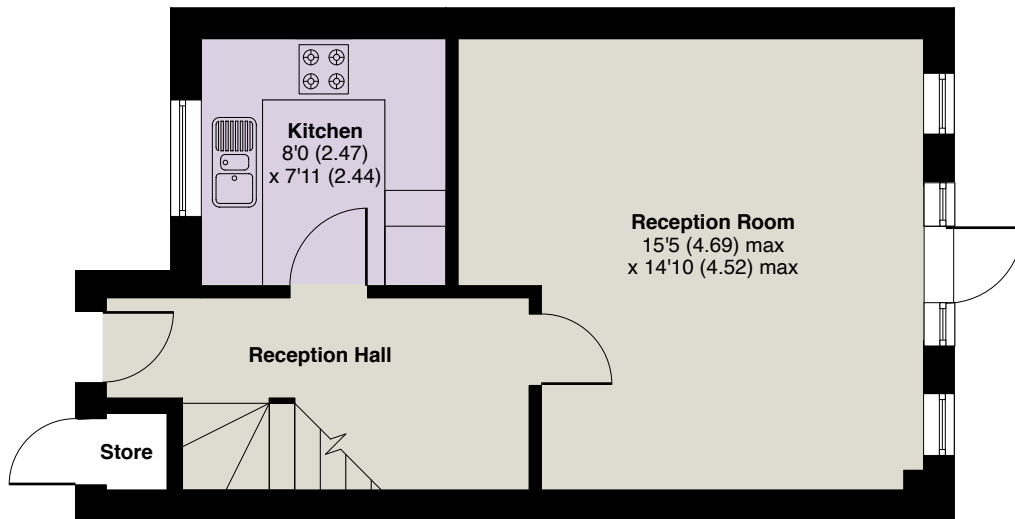 Kitchen
8'0 (2.47)
x 7'11 (2.44)
Reception Room
15'5 (4.69) max
x 14'10 (4.52) max
Reception Hall
Store